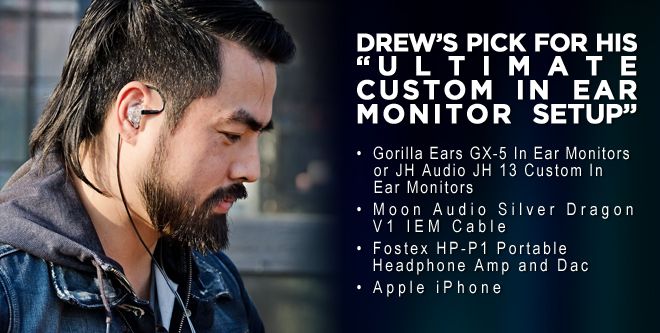 DREW'S PICK FOR HIS
"ULTIMATE
CUSTOM IN EAR
MONITOR SETUP"
• Gorilla Ears GX-5 In Ear Monitors
or JH Audio JH 13 Custom In
Ear Monitors
• Moon Audio Silver Dragon
V1 IEM Cable
• Fostex HP-P1 Portable
Headphone Amp and Dac
• Apple iPhone